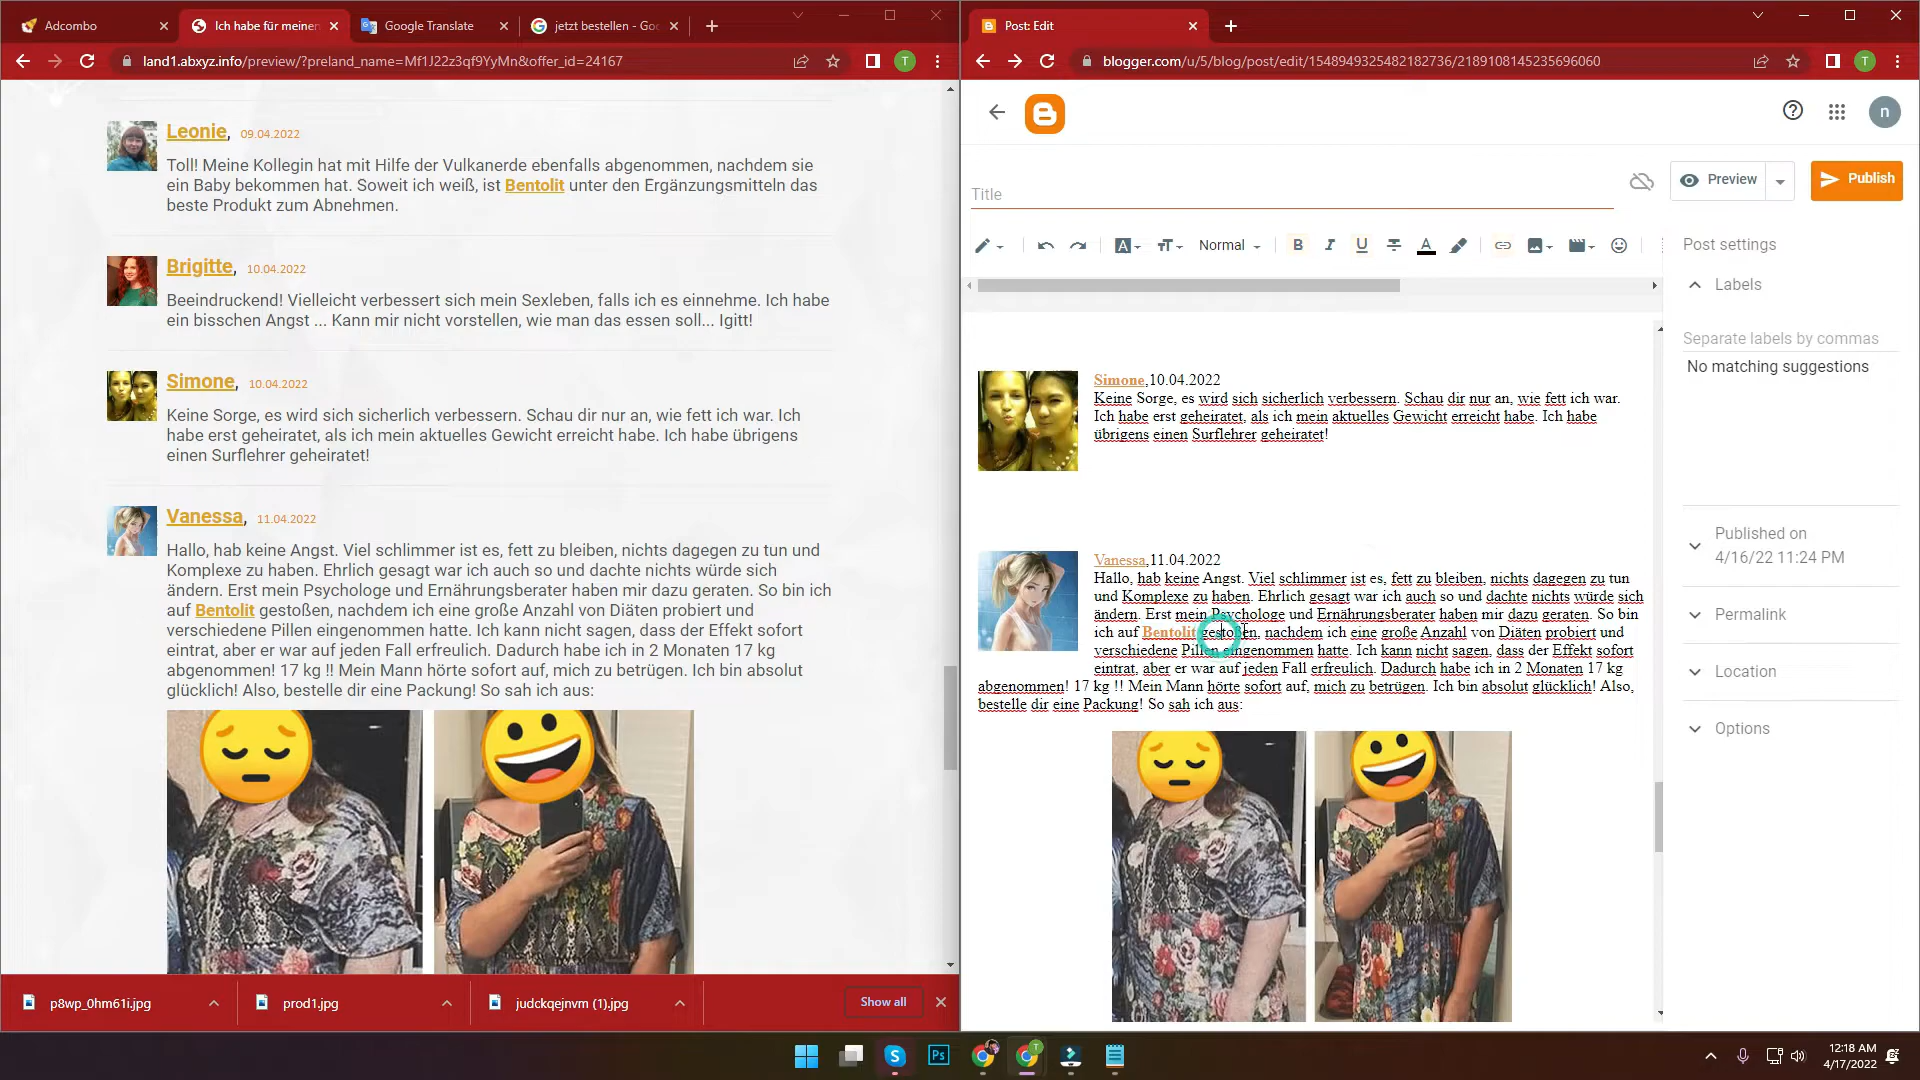 Adcombo
Ich habe für meinen
Google Translate
jetzt bestellen - Goo
land1.abxyz.info/preview/?preland_name=Mf1J22z3qf9YyMn&offer_id=24167
T
Leonie, 09.04.2022
Toll! Meine Kollegin hat mit Hilfe der Vulkanerde ebenfalls abgenommen, nachdem sie
ein Baby bekommen hat. Soweit ich weiß, ist Bentolit unter den Ergänzungsmitteln das
beste Produkt zum Abnehmen.
Brigitte, 10.04.2022
Beeindruckend! Vielleicht verbessert sich mein Sexleben, falls ich es einnehme. Ich habe
ein bisschen Angst ... Kann mir nicht vorstellen, wie man das essen soll... Igitt!
Simone, 10.04.2022
Keine Sorge, es wird sich sicherlich verbessern. Schau dir nur an, wie fett ich war. Ich
habe erst geheiratet, als ich mein aktuelles Gewicht erreicht habe. Ich habe übrigens
einen Surflehrer geheiratet!
Vanessa, 11.04.2022
Hallo, hab keine Angst. Viel schlimmer ist es, fett zu bleiben, nichts dagegen zu tun und
Komplexe zu haben. Ehrlich gesagt war ich auch so und dachte nichts würde sich
ändern. Erst mein Psychologe und Ernährungsberater haben mir dazu geraten. So bin ich
auf Bentolit gestoßen, nachdem ich eine große Anzahl von Diäten probiert und
verschiedene Pillen eingenommen hatte. Ich kann nicht sagen, dass der Effekt sofort
eintrat, aber er war auf jeden Fall erfreulich. Dadurch habe ich in 2 Monaten 17 kg
abgenommen! 17 kg !! Mein Mann hörte sofort auf, mich zu betrügen. Ich bin absolut
glücklich! Also, bestelle dir eine Packung! So sah ich aus:
p8wp_0hm61i.jpg
prod1.jpg
judckqejnvm (1).jpg
Show all
Post: Edit
blogger.com/u/5/blog/post/edit/1548949325482182736/2189108145235696060
T
n
Title
Preview
Publish
Normal
B
I
U
S
A
Simone,10.04.2022
Keine Sorge, es wird sich sicherlich verbessern. Schau dir nur an, wie fett ich war.
Ich habe erst geheiratet, als ich mein aktuelles Gewicht erreicht habe. Ich habe
übrigens einen Surflehrer geheiratet!
Vanessa,11.04.2022
Hallo, hab keine Angst. Viel schlimmer ist es, fett zu bleiben, nichts dagegen zu tun
und Komplexe zu haben. Ehrlich gesagt war ich auch so und dachte nichts würde sich
ändern. Erst mein Psychologe und Ernährungsberater haben mir dazu geraten. So bin
ich auf Bentolit gestoßen, nachdem ich eine große Anzahl von Diäten probiert und
verschiedene Pillen eingenommen hatte. Ich kann nicht sagen, dass der Effekt sofort
eintrat, aber er war auf jeden Fall erfreulich. Dadurch habe ich in 2 Monaten 17 kg
abgenommen! 17 kg !! Mein Mann hörte sofort auf, mich zu betrügen. Ich bin absolut glücklich! Also,
bestelle dir eine Packung! So sah ich aus:
Post settings
Labels
Separate labels by commas
No matching suggestions
Published on
4/16/22 11:24 PM
Permalink
Location
Options
Ps
12:18 AM
4/17/2022